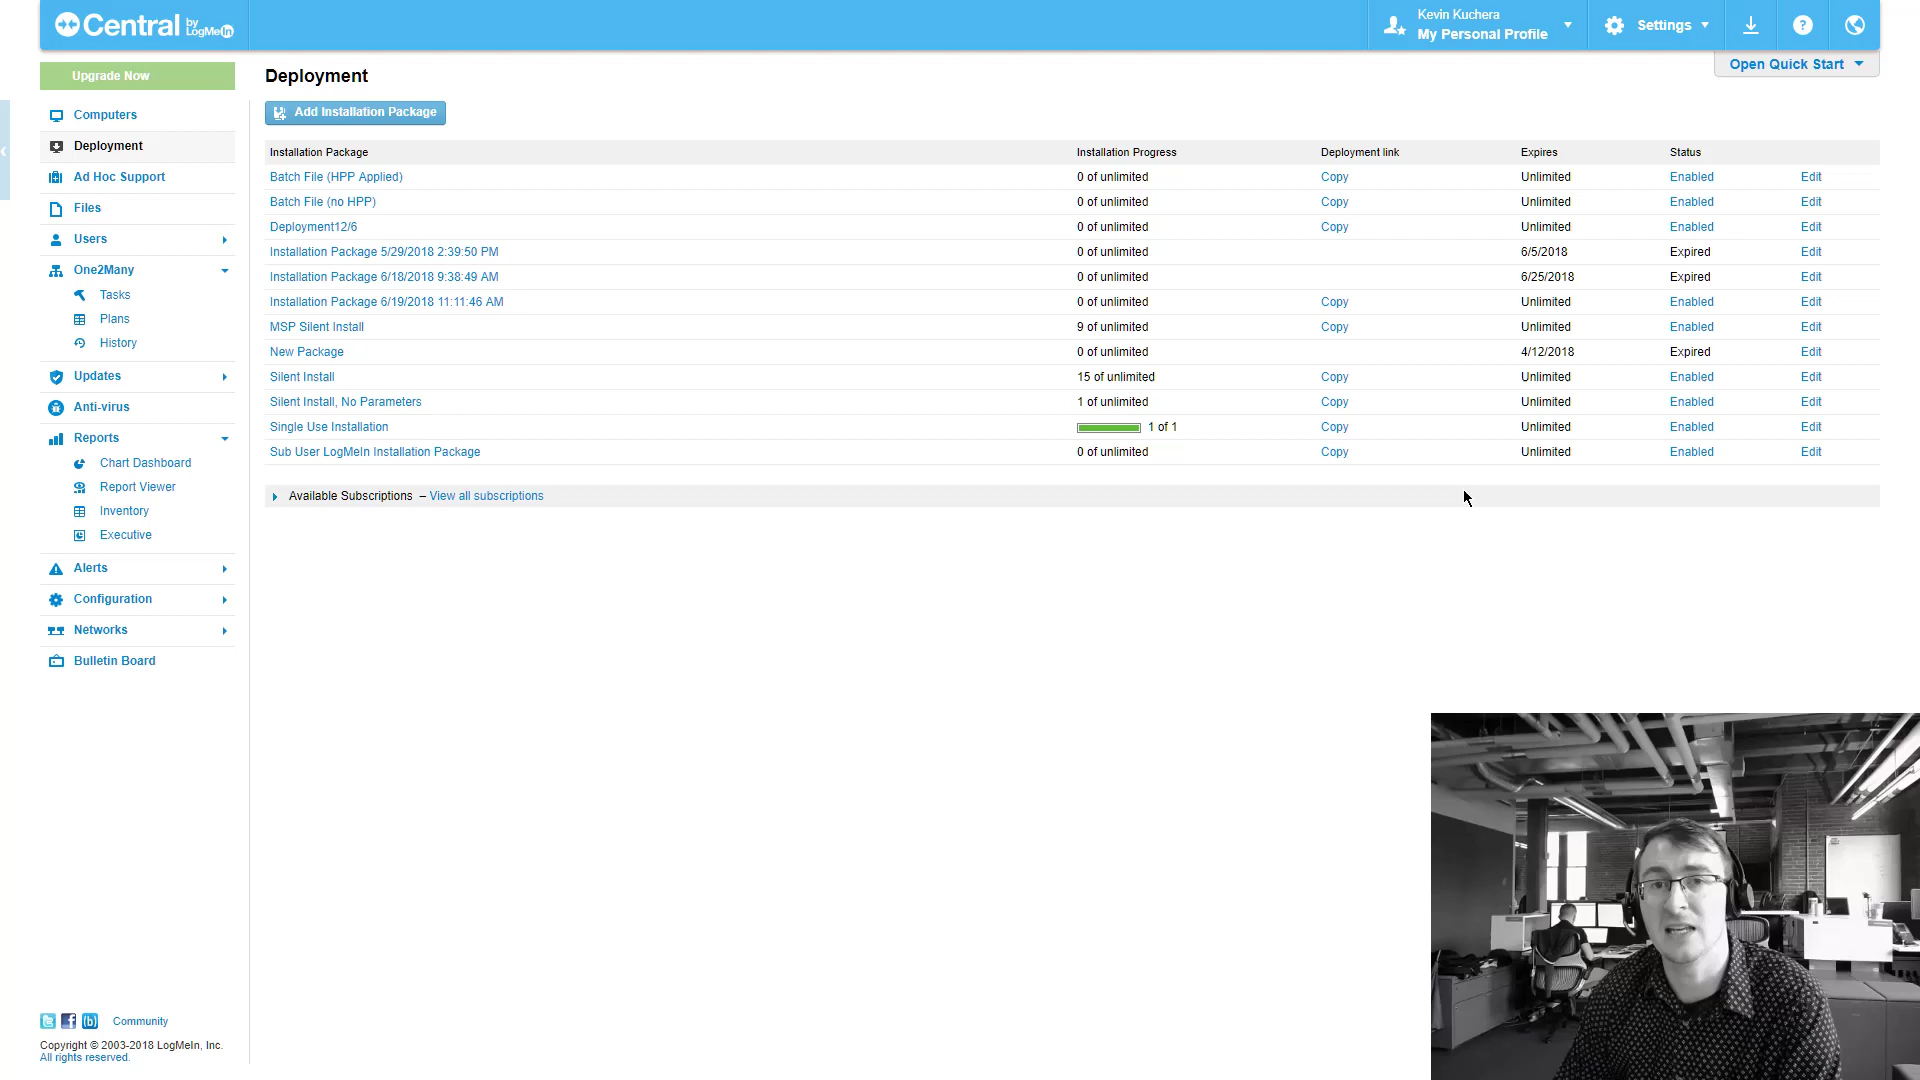 Central by LogMeIn
Kevin Kuchera
My Personal Profile
Settings
Upgrade Now
Deployment
Open Quick Start
Add Installation Package
Computers
Deployment
Ad Hoc Support
Files
Users
One2Many
Tasks
Plans
History
Updates
Anti-virus
Reports
Chart Dashboard
Report Viewer
Inventory
Executive
Alerts
Configuration
Networks
Bulletin Board
Installation Package Installation Progress Deployment link Expires Status
Batch File (HPP Applied) 0 of unlimited Copy Unlimited Enabled Edit
Batch File (no HPP) 0 of unlimited Copy Unlimited Enabled Edit
Deployment12/6 0 of unlimited Copy Unlimited Enabled Edit
Installation Package 5/29/2018 2:39:50 PM 0 of unlimited 6/5/2018 Expired Edit
Installation Package 6/18/2018 9:38:49 AM 0 of unlimited 6/25/2018 Expired Edit
Installation Package 6/19/2018 11:11:46 AM 0 of unlimited Copy Unlimited Enabled Edit
MSP Silent Install 9 of unlimited Copy Unlimited Enabled Edit
New Package 0 of unlimited 4/12/2018 Expired Edit
Silent Install 15 of unlimited Copy Unlimited Enabled Edit
Silent Install, No Parameters 1 of unlimited Copy Unlimited Enabled Edit
Single Use Installation 1 of 1 Copy Unlimited Enabled Edit
Sub User LogMeIn Installation Package 0 of unlimited Copy Unlimited Enabled Edit
Available Subscriptions – View all subscriptions
Community
Copyright © 2003-2018 LogMeIn, Inc.
All rights reserved.